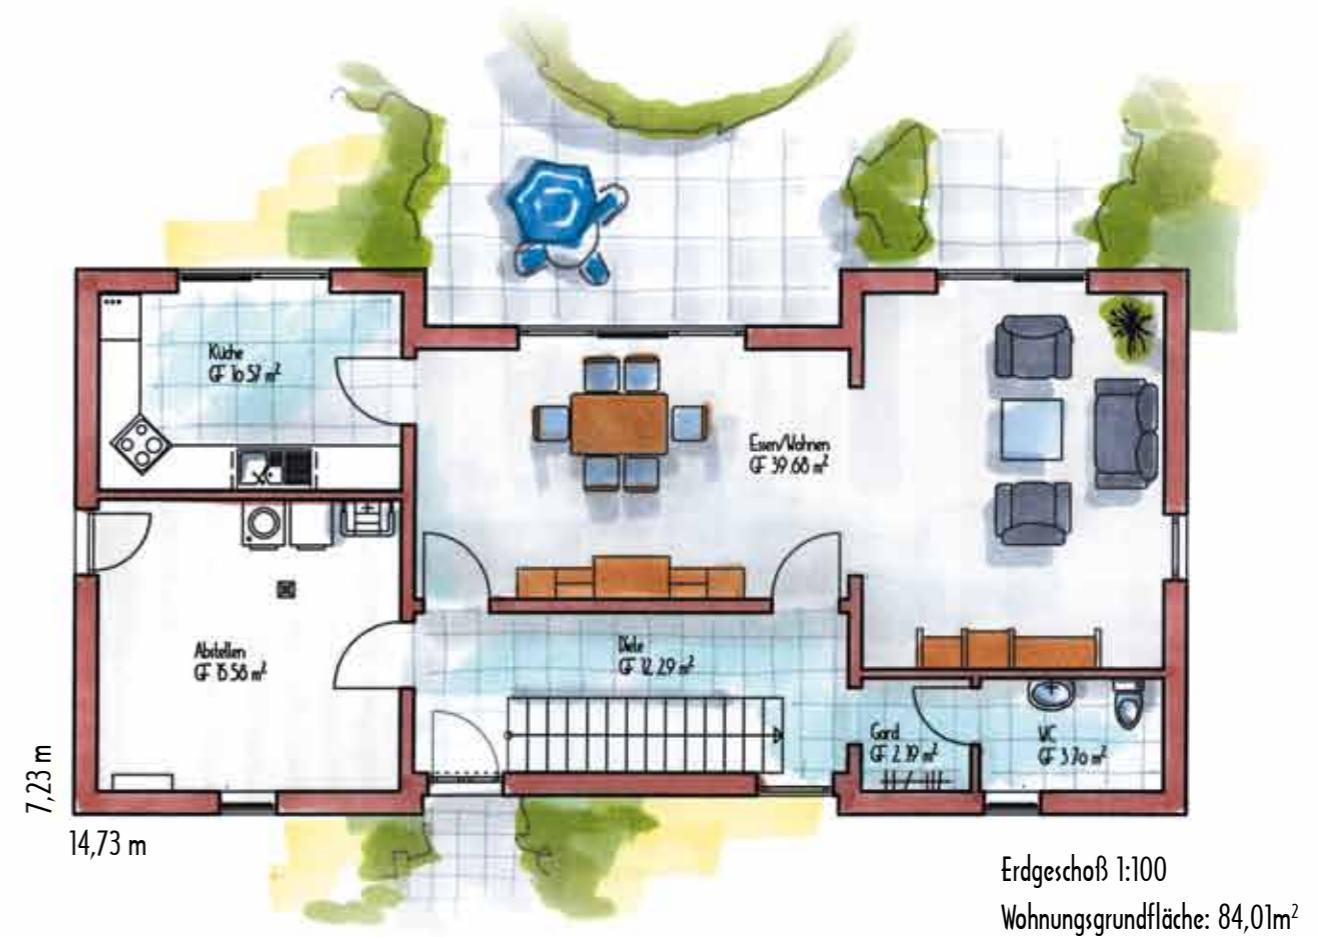 Küche
GF 10.57 m²
Essen/Wohnen
GF 39.68 m²
Abstellen
GF 15.58 m²
Diele
GF 12.29 m²
Gard
GF 2.19 m²
WC
GF 3.70 m²
7,23 m
14,73 m
Erdgeschoß 1:100
Wohnungsgrundfläche: 84,01m²